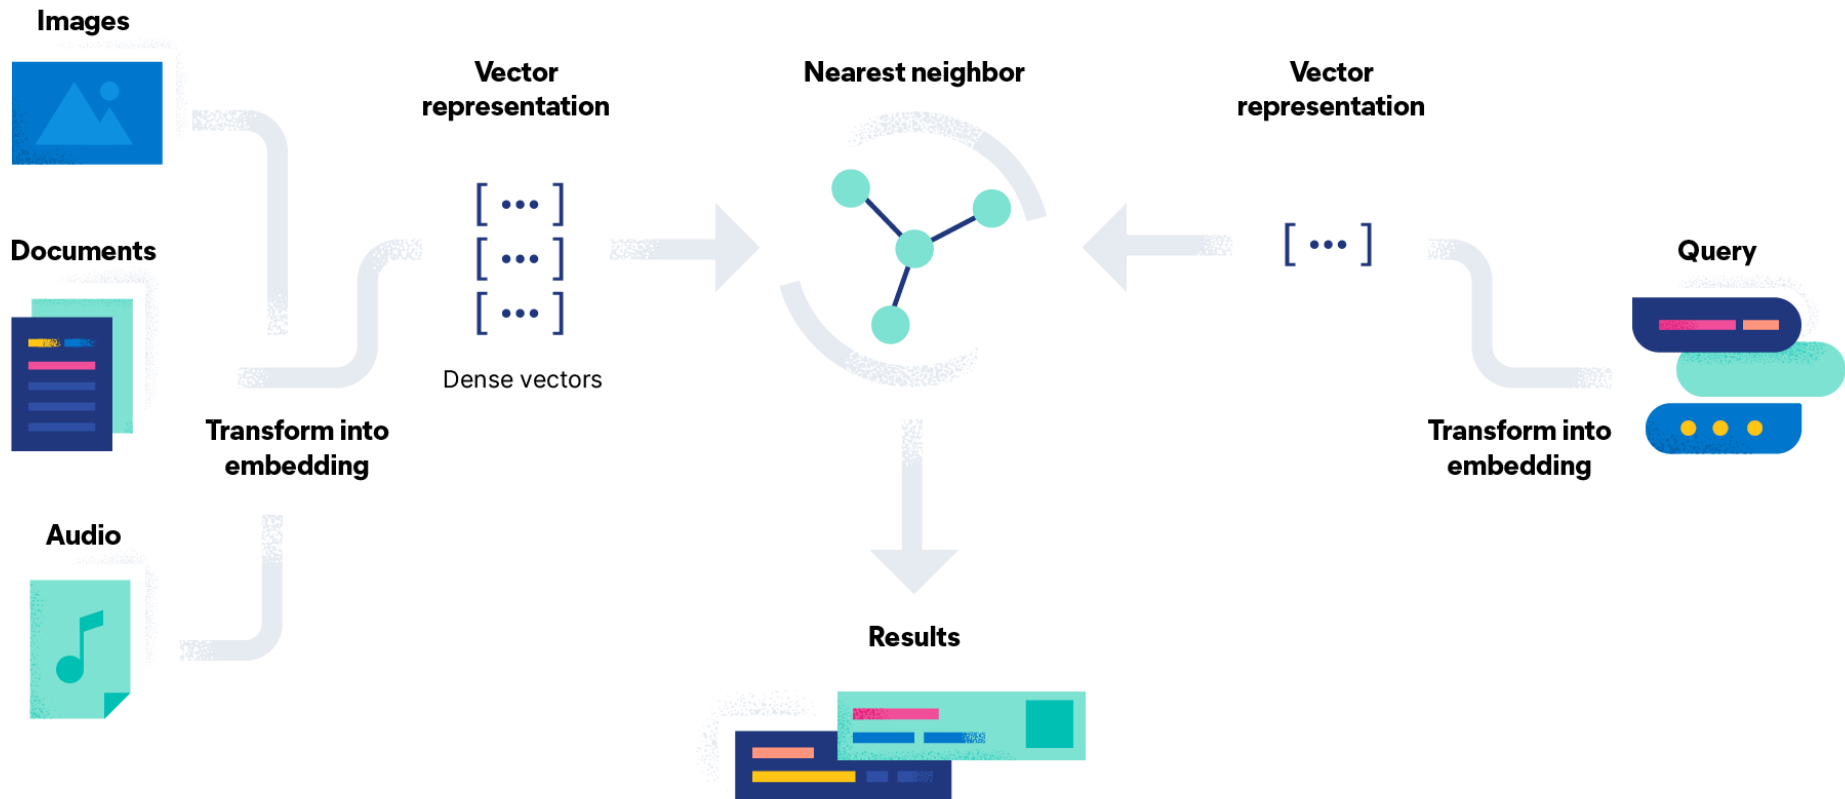 Images
Vector
representation
Nearest neighbor
Vector
representation
[ ••• ]
[ ••• ]
[ ••• ]
[ ••• ]
Documents
Query
Dense vectors
Transform into
embedding
Transform into
embedding
Audio
Results